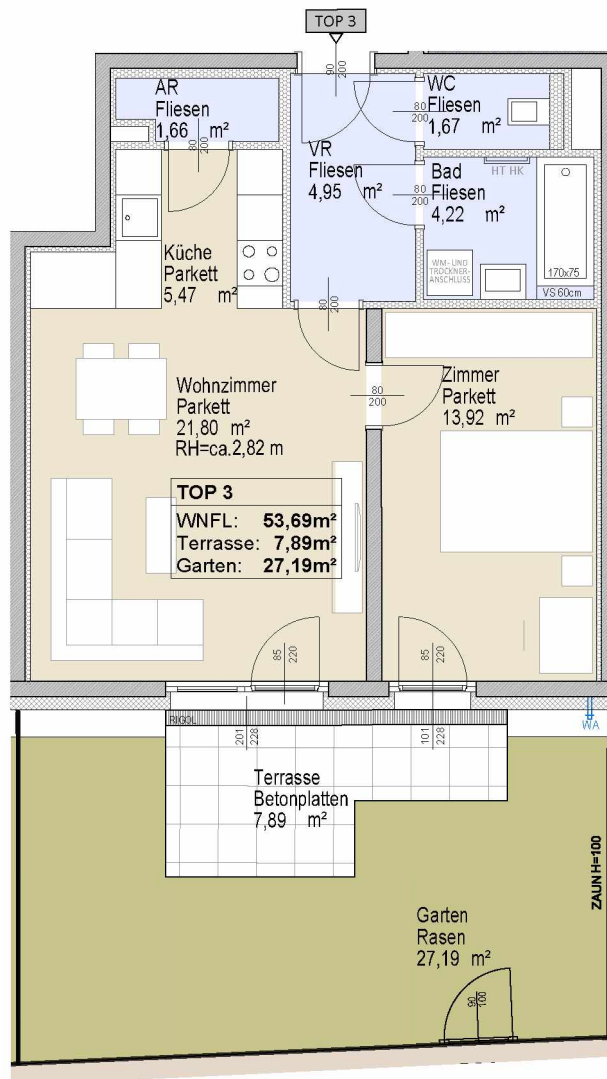 TOP 3
90
200
AR
Fliesen
1,66 m²
80
200
VR
Fliesen
4,95 m²
80
200
WC
Fliesen
1,67 m²
80
200
Bad
Fliesen
4,22 m²
HT HK
WM- UND
TROCKNER-
ANSCHLUSS
170x75
VS 60cm
Küche
Parkett
5,47 m²
80
200
Wohnzimmer
Parkett
21,80 m²
RH=ca.2,82 m
80
200
Zimmer
Parkett
13,92 m²
TOP 3
WNFL: 53,69m²
Terrasse: 7,89m²
Garten: 27,19m²
85
220
85
220
RIGOL
201
228
101
228
WA
Terrasse
Betonplatten
7,89 m²
ZAUN H=100
Garten
Rasen
27,19 m²
90
100